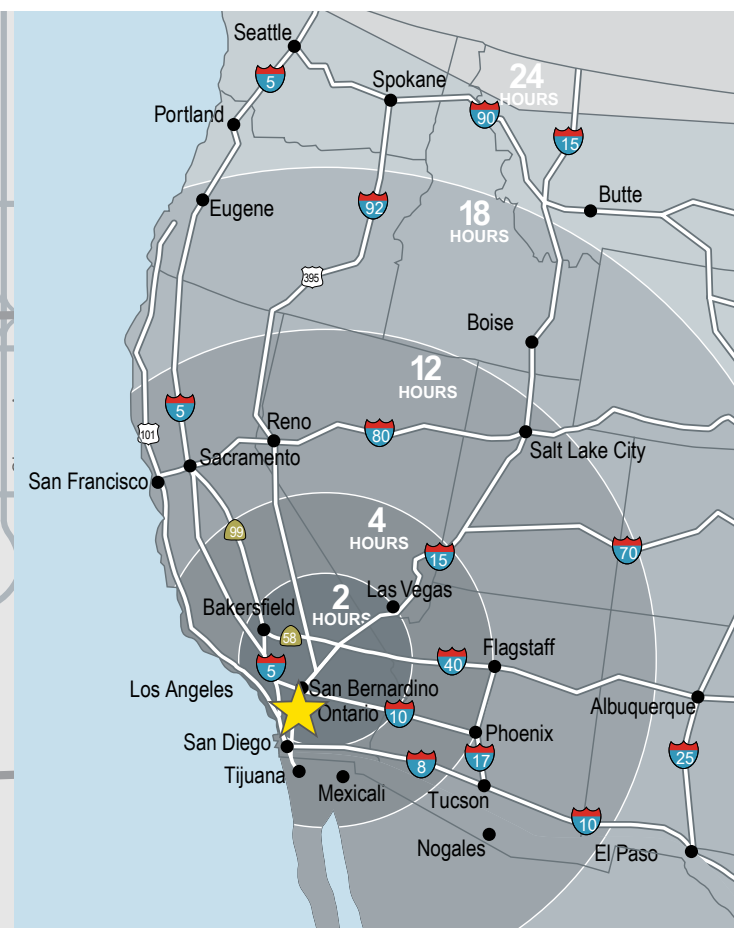 Seattle
5
Spokane
24
HOURS
90
Portland
15
92
Butte
Eugene
18
HOURS
395
Boise
12
HOURS
5
101
Reno
80
Salt Lake City
Sacramento
San Francisco
4
HOURS
99
15
70
2
HOURS
Las Vegas
Bakersfield
58
5
40
Flagstaff
Los Angeles
San Bernardino
Ontario
10
Albuquerque
San Diego
Phoenix
8
17
25
Tijuana
Mexicali
Tucson
10
Nogales
El Paso